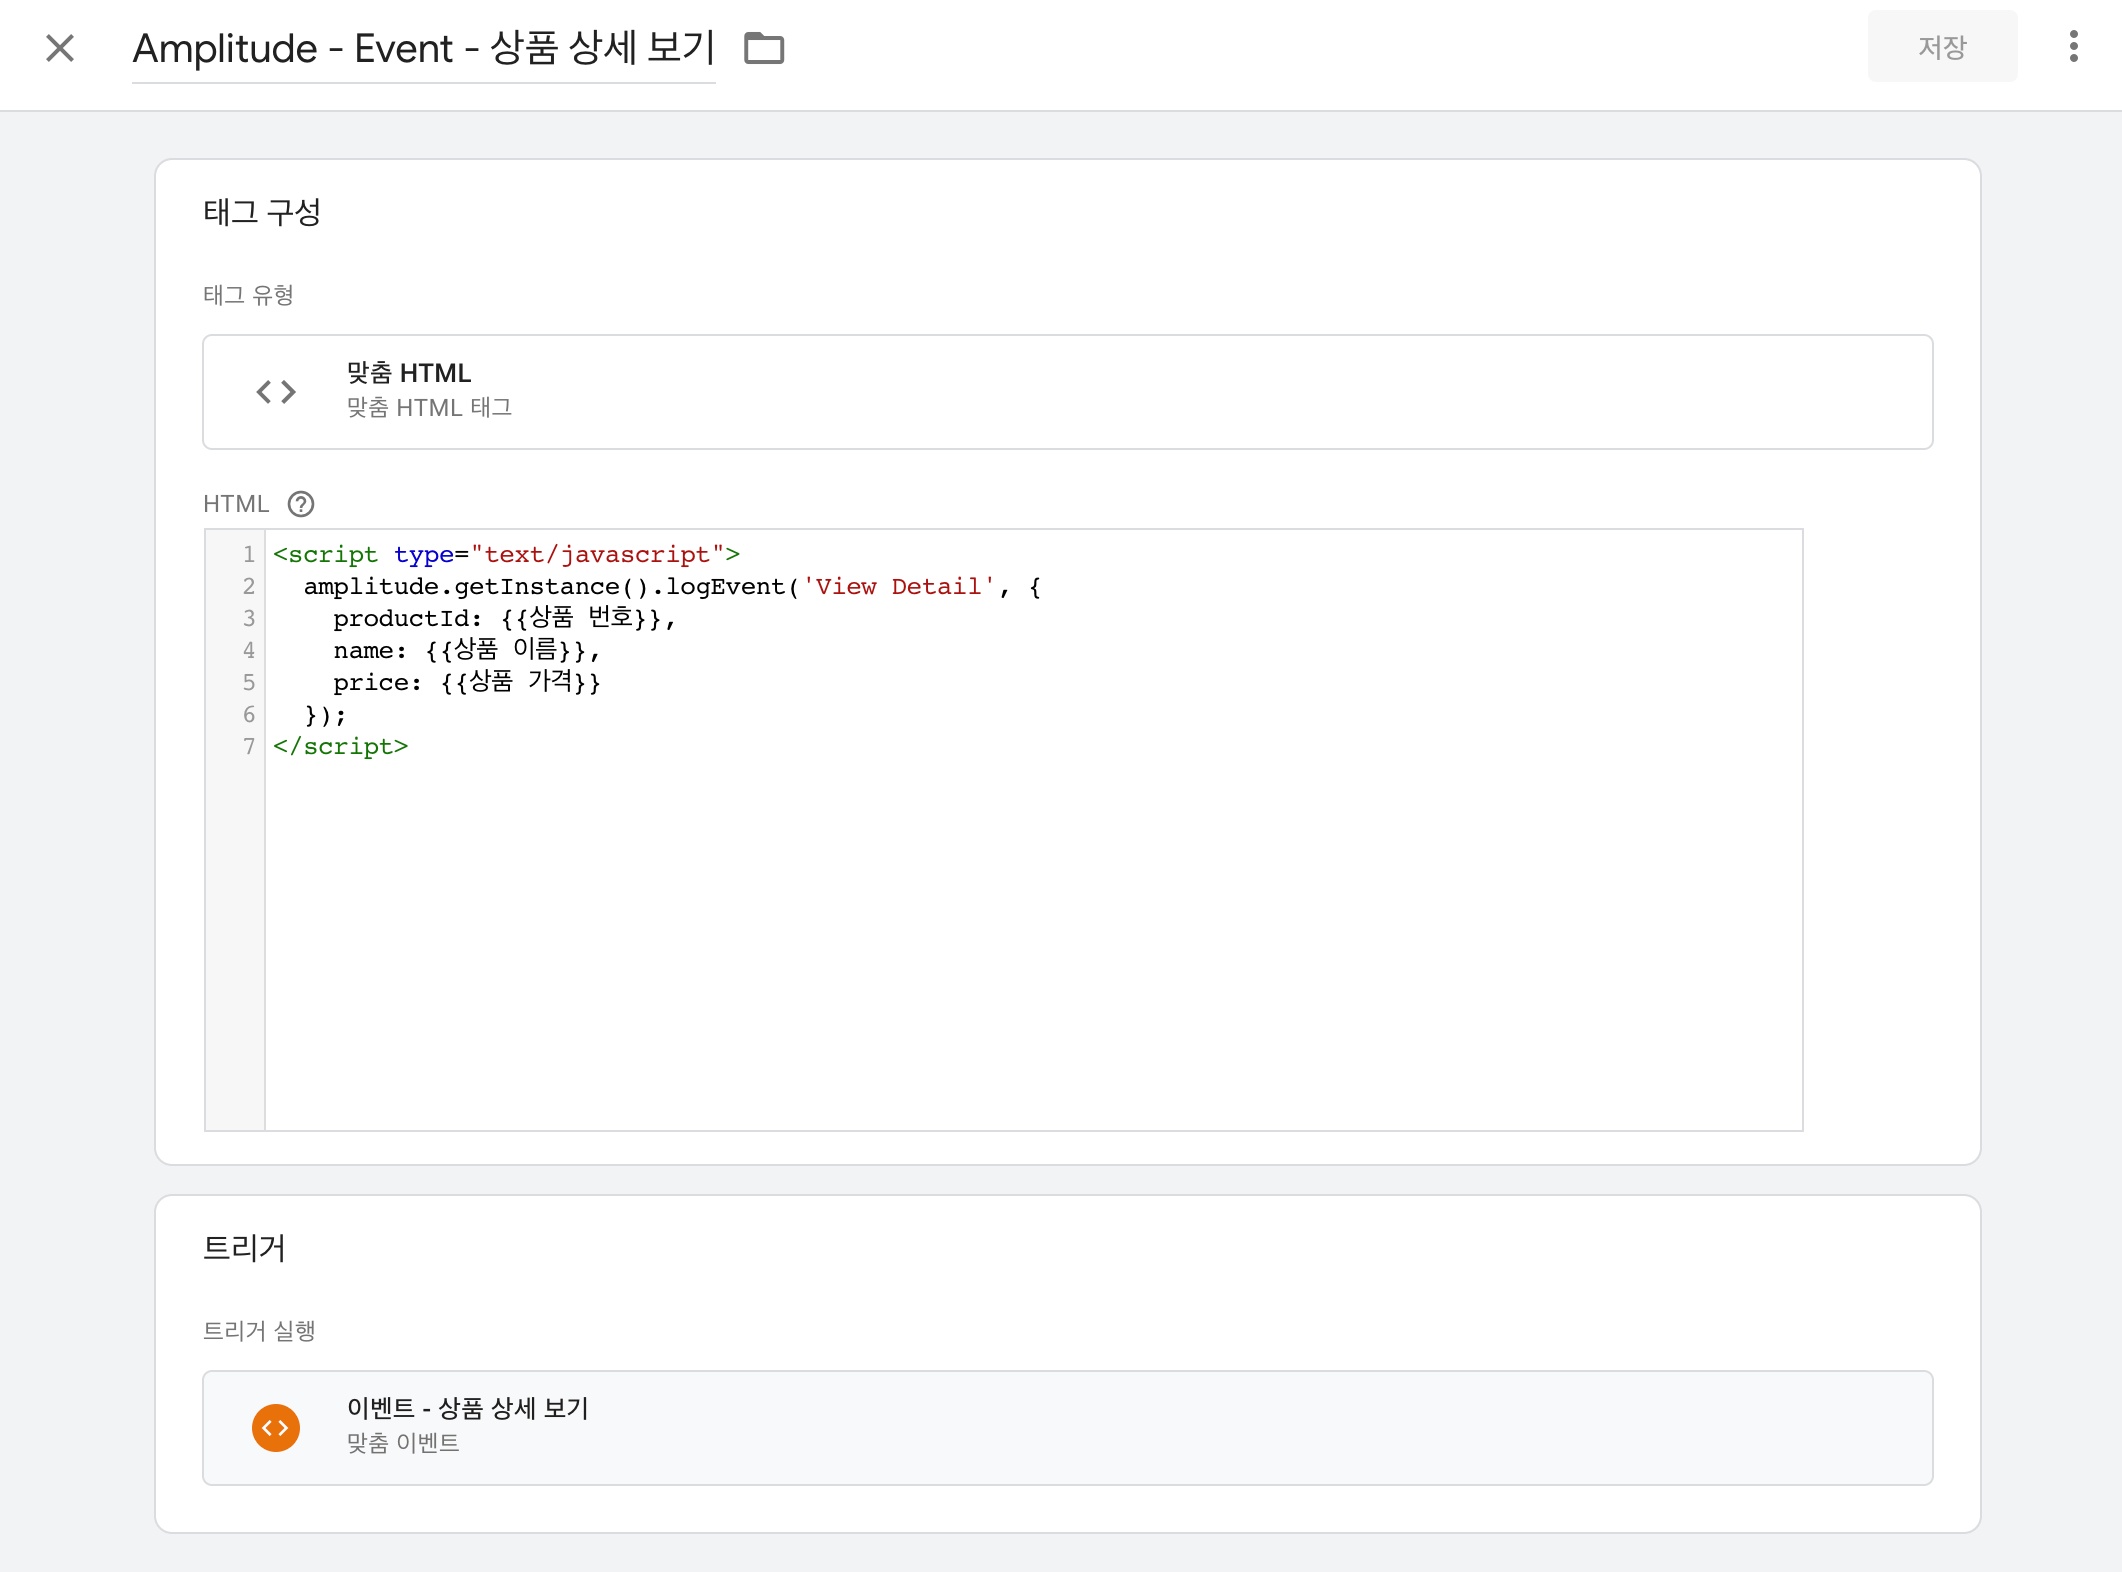 Amplitude - Event - 상품 상세 보기
저장
태그 구성
태그 유형
맞춤 HTML
맞춤 HTML 태그
HTML
1 <script type="text/javascript">
2   amplitude.getInstance().logEvent('View Detail', {
3     productId: {{상품 번호}},
4     name: {{상품 이름}},
5     price: {{상품 가격}}
6   });
7 </script>
트리거
트리거 실행
이벤트 - 상품 상세 보기
맞춤 이벤트